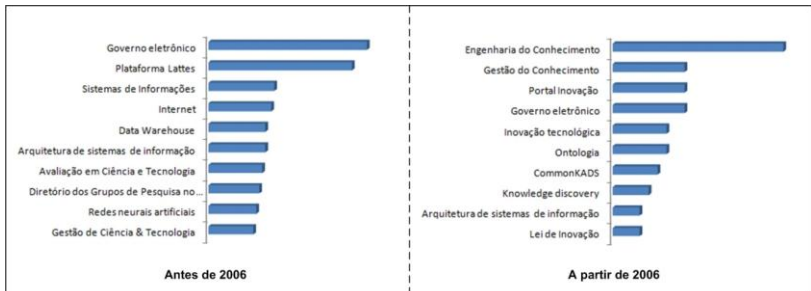 Governo eletrônico
Plataforma Lattes
Sistemas de Informações
Internet
Data Warehouse
Arquitetura de sistemas de informação
Avaliação em Ciência e Tecnologia
Diretório dos Grupos de Pesquisa no...
Redes neurais artificiais
Gestão de Ciência & Tecnologia
Antes de 2006
Engenharia do Conhecimento
Gestão do Conhecimento
Portal Inovação
Governo eletrônico
Inovação tecnológica
Ontologia
CommonKADS
Knowledge discovery
Arquitetura de sistemas de informação
Lei de Inovação
A partir de 2006